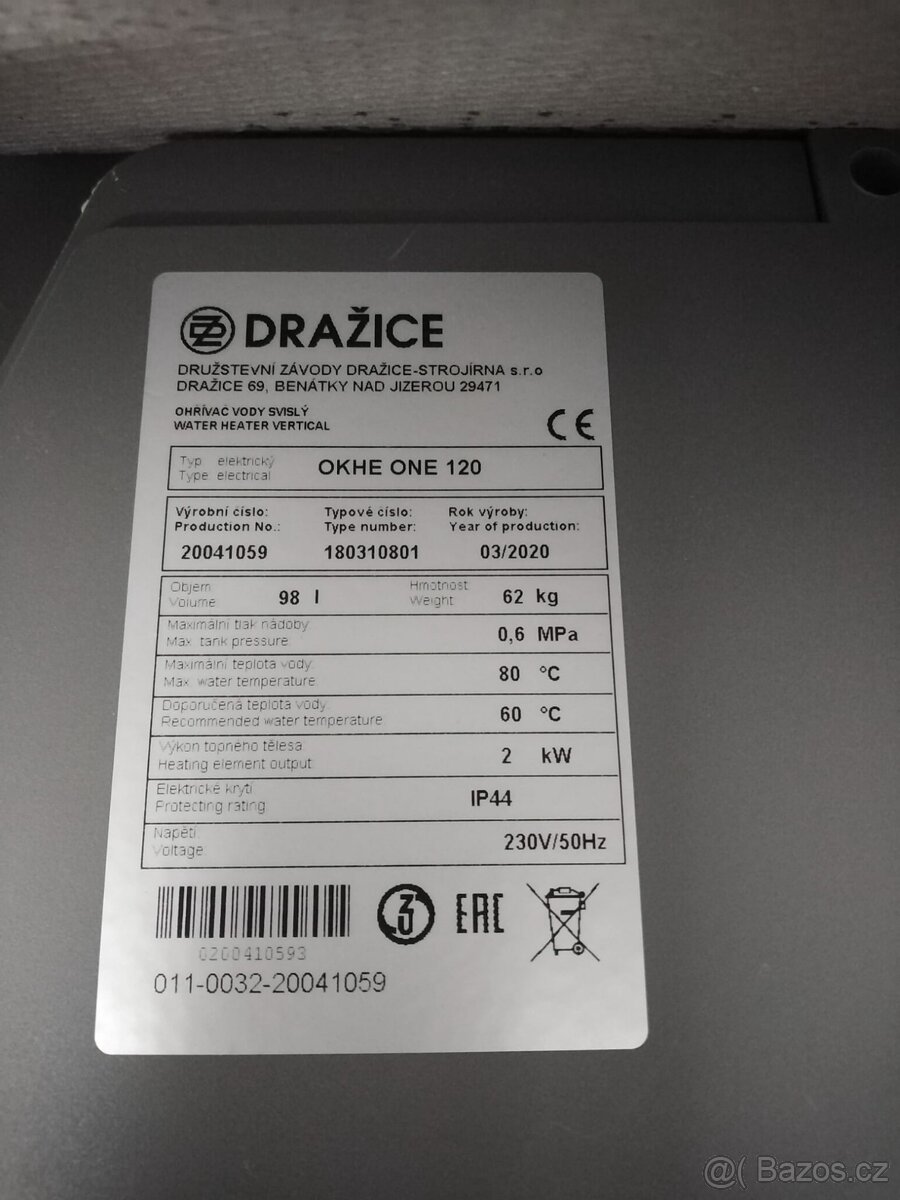 DRAŽICE
DRUŽSTEVNÍ ZÁVODY DRAŽICE-STROJÍRNA s.r.o
DRAŽICE 69, BENÁTKY NAD JIZEROU 29471
OHŘÍVAČ VODY SVISLÝ
WATER HEATER VERTICAL
CE
Typ elektrický
Type electrical
OKHE ONE 120
Výrobní číslo: Typové číslo: Rok výroby:
Production No.: Type number: Year of production:
20041059 180310801 03/2020
Objem Hmotnost
Volume 98 l Weight 62 kg
Maximální tlak nádoby
Max. tank pressure 0,6 MPa
Maximální teplota vody
Max. water temperature 80 °C
Doporučená teplota vody
Recommended water temperature 60 °C
Výkon topného tělesa
Heating element output 2 kW
Elektrické krytí
Protecting rating IP44
Napětí
Voltage 230V/50Hz
EAC
0200410593
011-0032-20041059
@( Bazos.cz